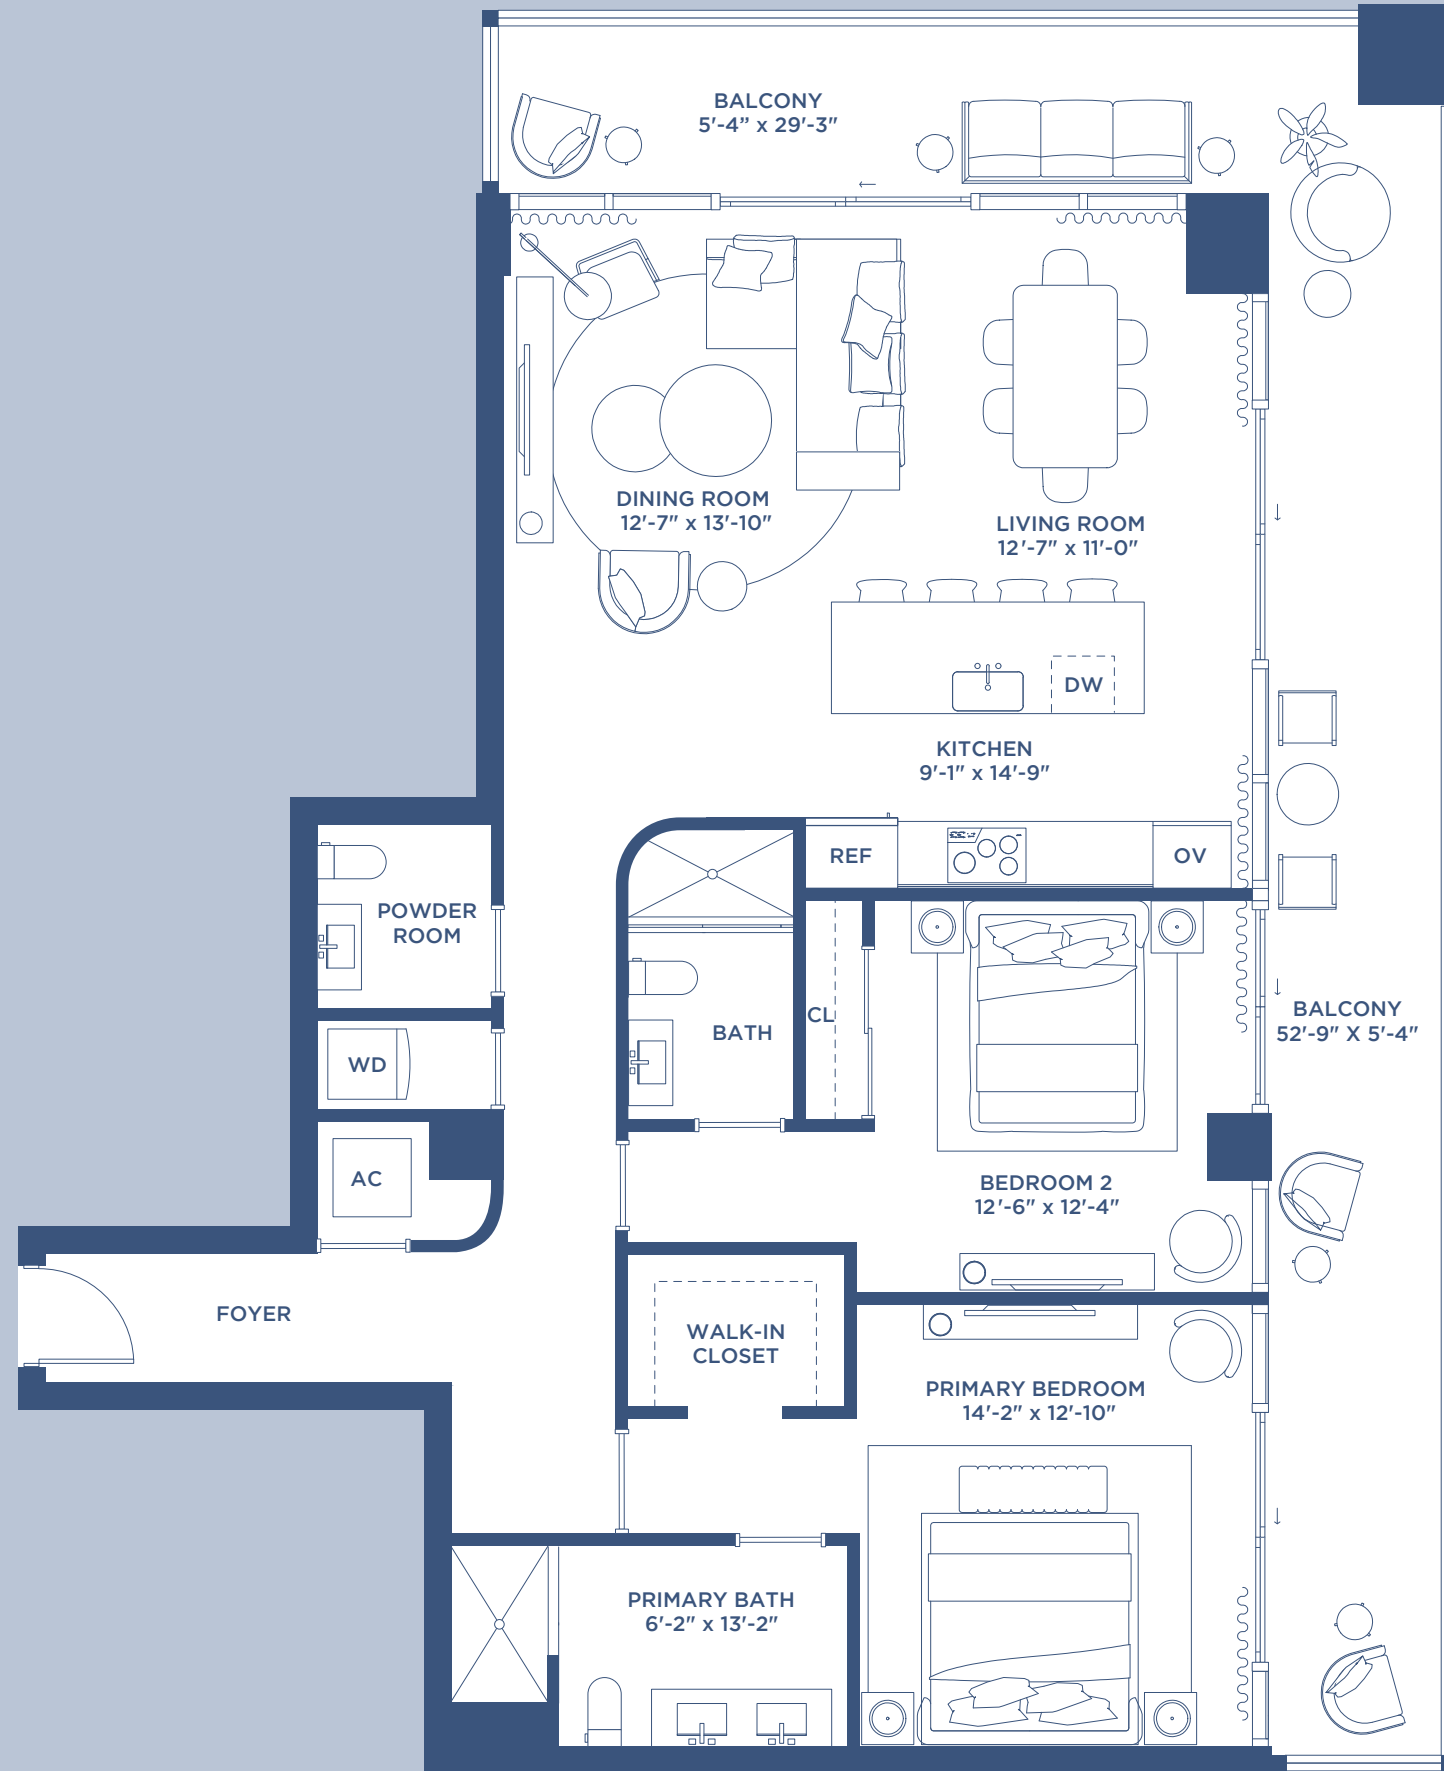 BALCONY
5'-4” x 29'-3"
DINING ROOM
12'-7" x 13'-10"
LIVING ROOM
12'-7" x 11'-0"
DW
KITCHEN
9'-1" x 14'-9"
REF
OV
POWDER
ROOM
BATH
CL
BALCONY
52'-9" X 5'-4"
WD
AC
BEDROOM 2
12'-6" x 12'-4"
FOYER
WALK-IN
CLOSET
PRIMARY BEDROOM
14'-2" x 12'-10"
PRIMARY BATH
6'-2" x 13'-2"